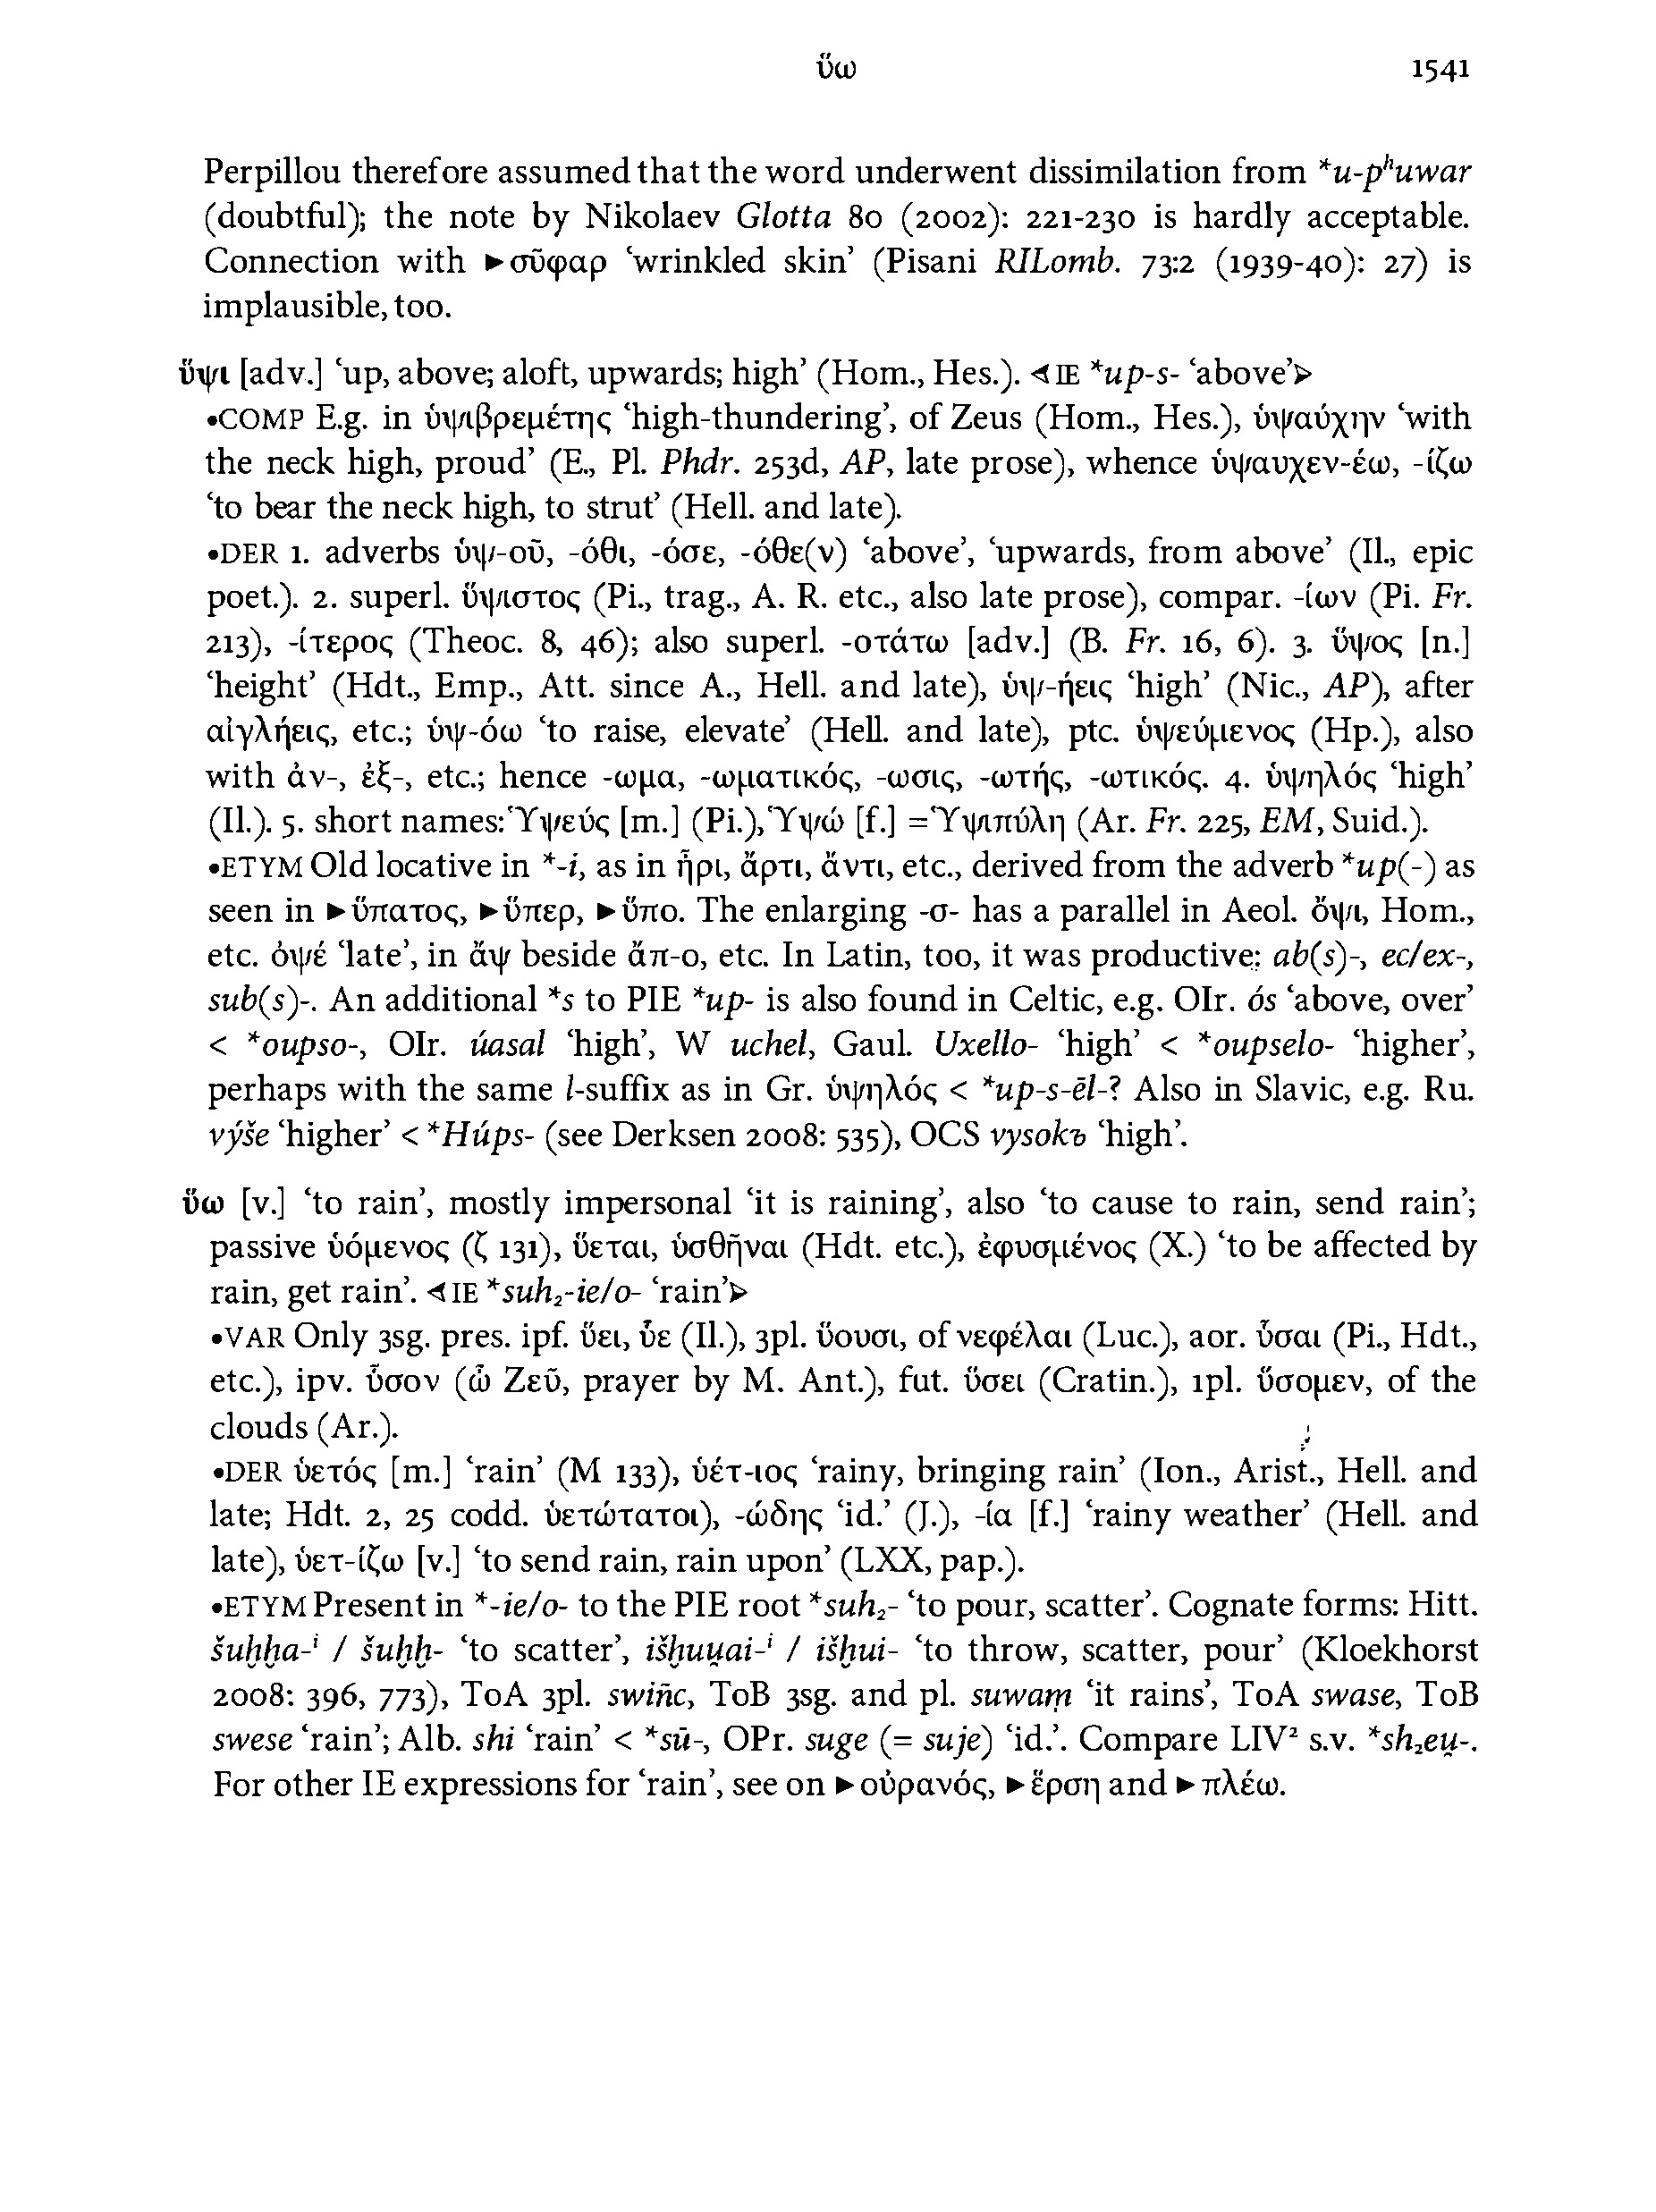 ὕω 1541
Perpillou therefore assumed that the word underwent dissimilation from *u-pʰuwar
(doubtful); the note by Nikolaev Glotta 80 (2002): 221-230 is hardly acceptable.
Connection with ►σῦφαρ ‘wrinkled skin’ (Pisani RILomb. 73:2 (1939-40): 27) is
implausible, too.
ὕψι [adv.] ‘up, above; aloft, upwards; high’ (Hom., Hes.). ⊲IE *up-s- ‘above’⊳
•COMP E.g. in ὑψιβρεμέτης ‘high-thundering’, of Zeus (Hom., Hes.), ὑψαύχην ‘with
the neck high, proud’ (E., Pl. Phdr. 253d, AP, late prose), whence ὑψαυχεν-έω, -ίζω
‘to bear the neck high, to strut’ (Hell. and late).
•DER 1. adverbs ὑψ-οῦ, -όθι, -όσε, -όθε(ν) ‘above’, ‘upwards, from above’ (Il., epic
poet.). 2. superl. ὕψιστος (Pi., trag., A. R. etc., also late prose), compar. -ίων (Pi. Fr.
213), -ίτερος (Theoc. 8, 46); also superl. -οτάτω [adv.] (B. Fr. 16, 6). 3. ὕψος [n.]
‘height’ (Hdt., Emp., Att. since A., Hell. and late), ὑψ-ήεις ‘high’ (Nic., AP), after
αἰγλήεις, etc.; ὑψ-όω ‘to raise, elevate’ (Hell. and late), ptc. ὑψεύμενος (Hp.), also
with ἀν-, ἐξ-, etc.; hence -ωμα, -ωματικός, -ωσις, -ωτής, -ωτικός. 4. ὑψηλός ‘high’
(Il.). 5. short names: Ὑψεύς [m.] (Pi.), Ὑψώ [f.] = Ὑψιπύλη (Ar. Fr. 225, EM, Suid.).
•ETYM Old locative in *-i, as in ἦρι, ἄρτι, ἄντι, etc., derived from the adverb *up(-) as
seen in ►ὕπατος, ►ὕπερ, ►ὕπο. The enlarging -σ- has a parallel in Aeol. ὄψι, Hom.,
etc. ὀψέ ‘late’, in ἄψ beside ἄπ-ο, etc. In Latin, too, it was productive: ab(s)-, ec/ex-,
sub(s)-. An additional *s to PIE *up- is also found in Celtic, e.g. OIr. ós ‘above, over’
< *oupso-, OIr. úasal ‘high’, W uchel, Gaul. Uxello- ‘high’ < *oupselo- ‘higher’,
perhaps with the same l-suffix as in Gr. ὑψηλός < *up-s-ēl-? Also in Slavic, e.g. Ru.
výše ‘higher’ < *Húps- (see Derksen 2008: 535), OCS vysokъ ‘high’.
ὕω [v.] ‘to rain’, mostly impersonal ‘it is raining’, also ‘to cause to rain, send rain’;
passive ὑόμενος (ζ 131), ὕεται, ὑσθῆναι (Hdt. etc.), ἐφυσμένος (X.) ‘to be affected by
rain, get rain’. ⊲IE *suh₂-ie/o- ‘rain’⊳
•VAR Only 3sg. pres. ipf. ὕει, ὗε (Il.), 3pl. ὕουσι, of νεφέλαι (Luc.), aor. ὗσαι (Pi., Hdt.,
etc.), ipv. ὗσον (ὦ Ζεῦ, prayer by M. Ant.), fut. ὕσει (Cratin.), 1pl. ὕσομεν, of the
clouds (Ar.).
•DER ὑετός [m.] ‘rain’ (Μ 133), ὑέτ-ιος ‘rainy, bringing rain’ (Ion., Arist., Hell. and
late; Hdt. 2, 25 codd. ὑετώτατοι), -ώδης ‘id.’ (J.), -ία [f.] ‘rainy weather’ (Hell. and
late), ὑετ-ίζω [v.] ‘to send rain, rain upon’ (LXX, pap.).
•ETYM Present in *-ie/o- to the PIE root *suh₂- ‘to pour, scatter’. Cognate forms: Hitt.
šuḫḫa-ⁱ / šuḫḫ- ‘to scatter’, išḫuu̯ai-ⁱ / išḫui- ‘to throw, scatter, pour’ (Kloekhorst
2008: 396, 773), ToA 3pl. swiñc, ToB 3sg. and pl. suwaṃ ‘it rains’, ToA swase, ToB
swese ‘rain’; Alb. shi ‘rain’ < *sū-, OPr. suge (= suje) ‘id.’. Compare LIV² s.v. *sh₂eu̯-.
For other IE expressions for ‘rain’, see on ►οὐρανός, ►ἕρση and ►πλέω.